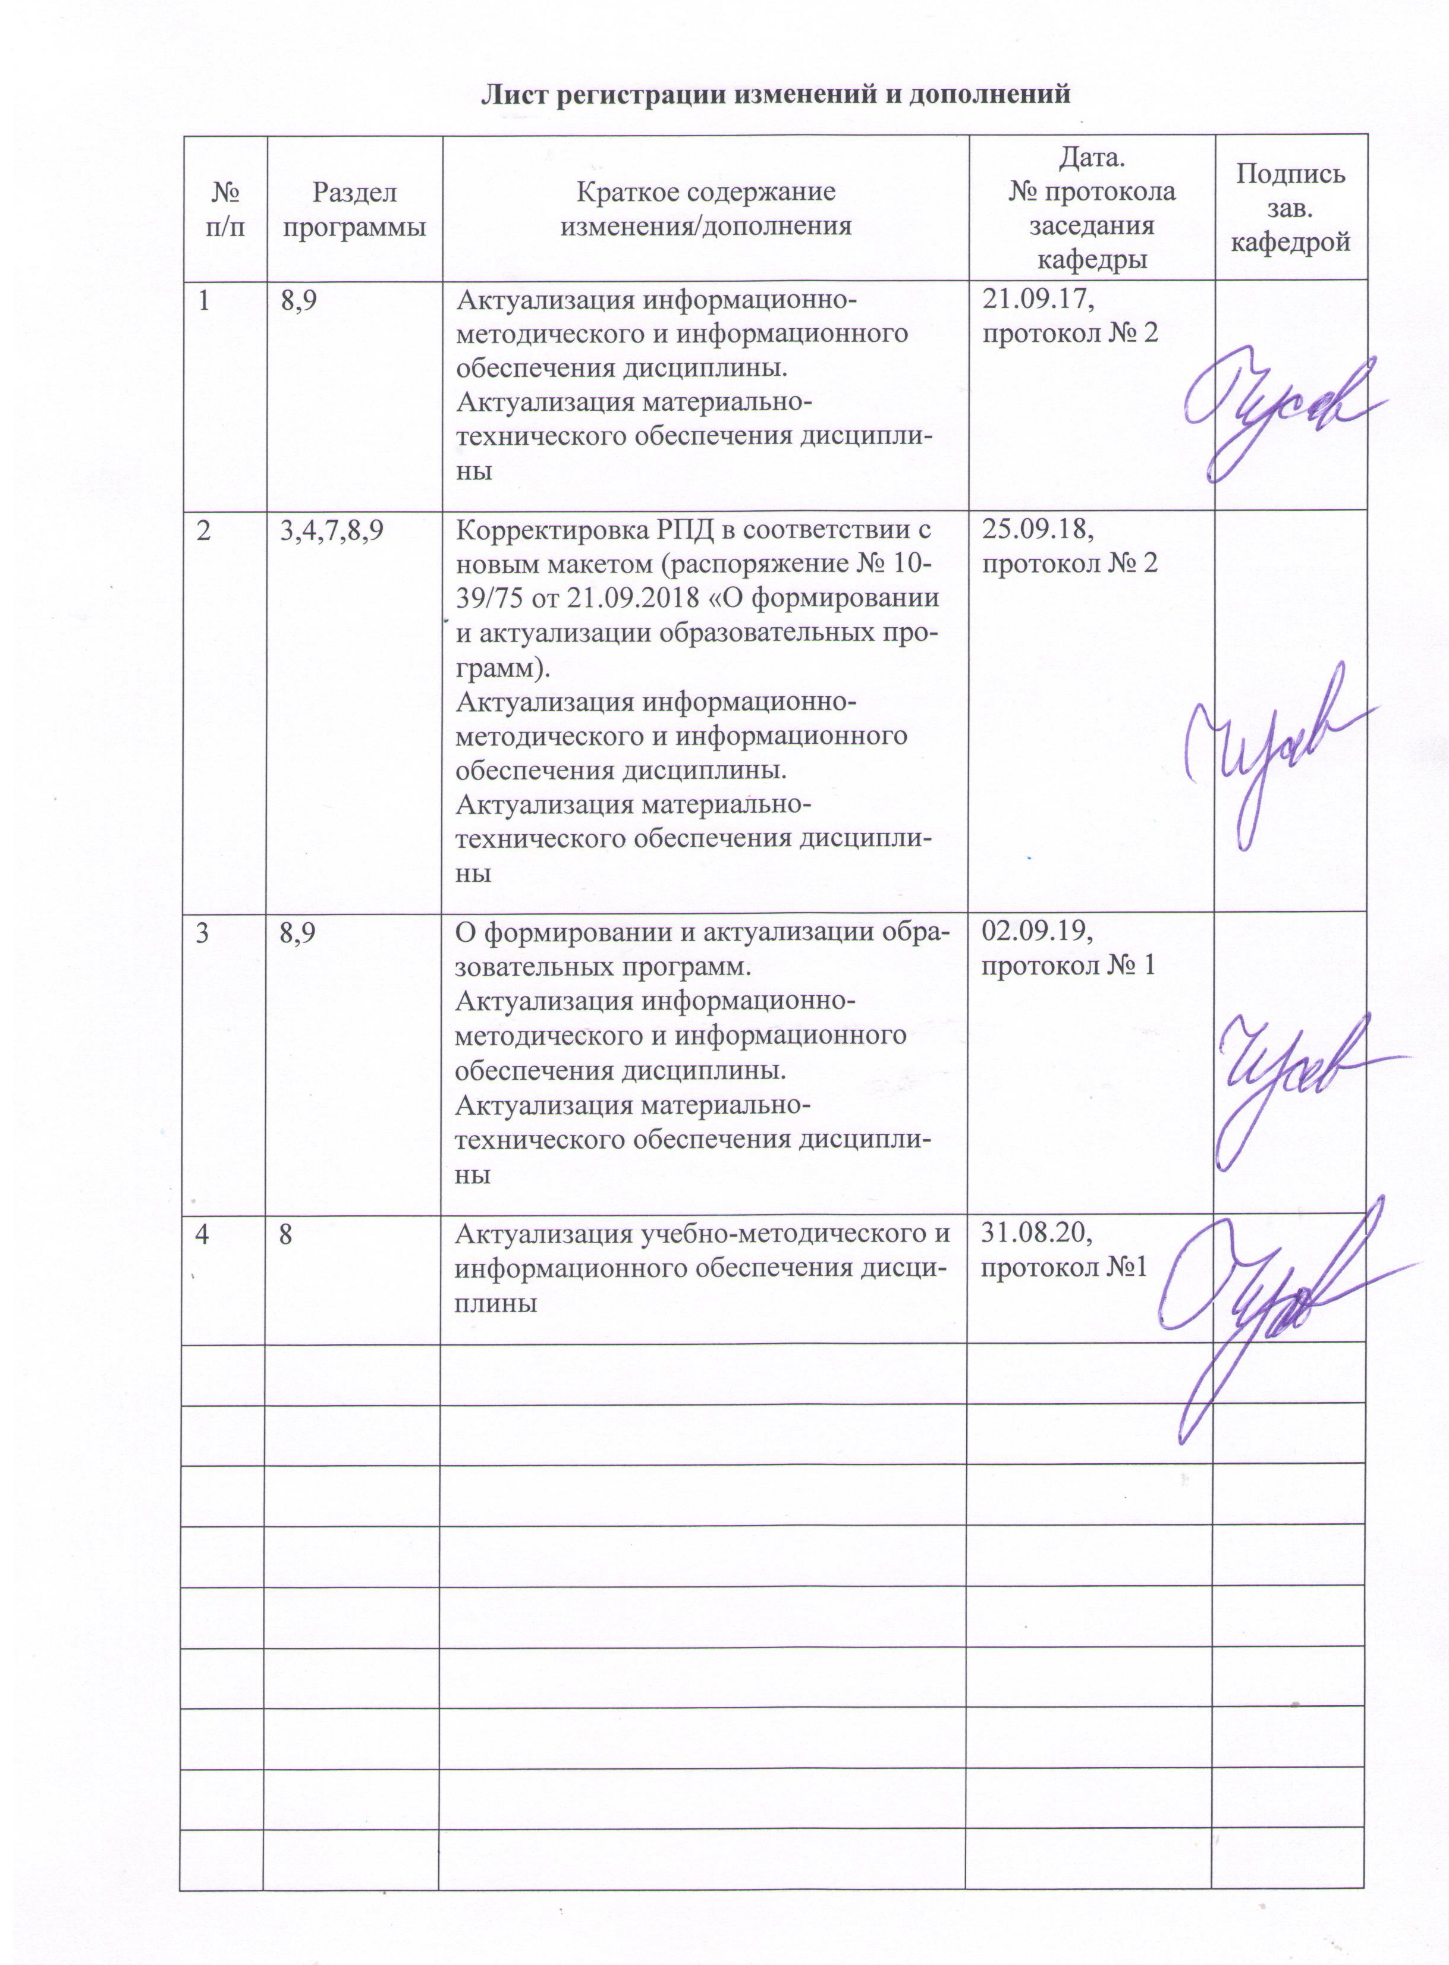 Лист регистрации изменений и дополнений
№
п/п
Раздел
программы
Краткое содержание
изменения/дополнения
Дата.
№ протокола
заседания
кафедры
Подпись
зав.
кафедрой
1
8,9
Актуализация информационно-
методического и информационного
обеспечения дисциплины.
Актуализация материально-
технического обеспечения дисципли-
ны
21.09.17,
протокол № 2
2
3,4,7,8,9
Корректировка РПД в соответствии с
новым макетом (распоряжение № 10-
39/75 от 21.09.2018 «О формировании
и актуализации образовательных про-
грамм).
Актуализация информационно-
методического и информационного
обеспечения дисциплины.
Актуализация материально-
технического обеспечения дисципли-
ны
25.09.18,
протокол № 2
3
8,9
О формировании и актуализации обра-
зовательных программ.
Актуализация информационно-
методического и информационного
обеспечения дисциплины.
Актуализация материально-
технического обеспечения дисципли-
ны
02.09.19,
протокол № 1
4
8
Актуализация учебно-методического и
информационного обеспечения дисци-
плины
31.08.20,
протокол №1